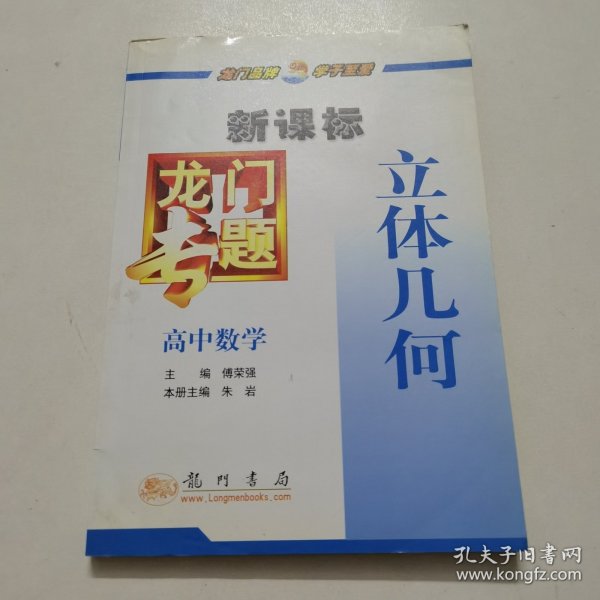 龙门品牌 学子至爱
新课标
龙门
专题
立体几何
高中数学
主 编 傅荣强
本册主编 朱岩
龍門書局
www.Longmenbooks.com
孔夫子旧书网
www.kongfz.com